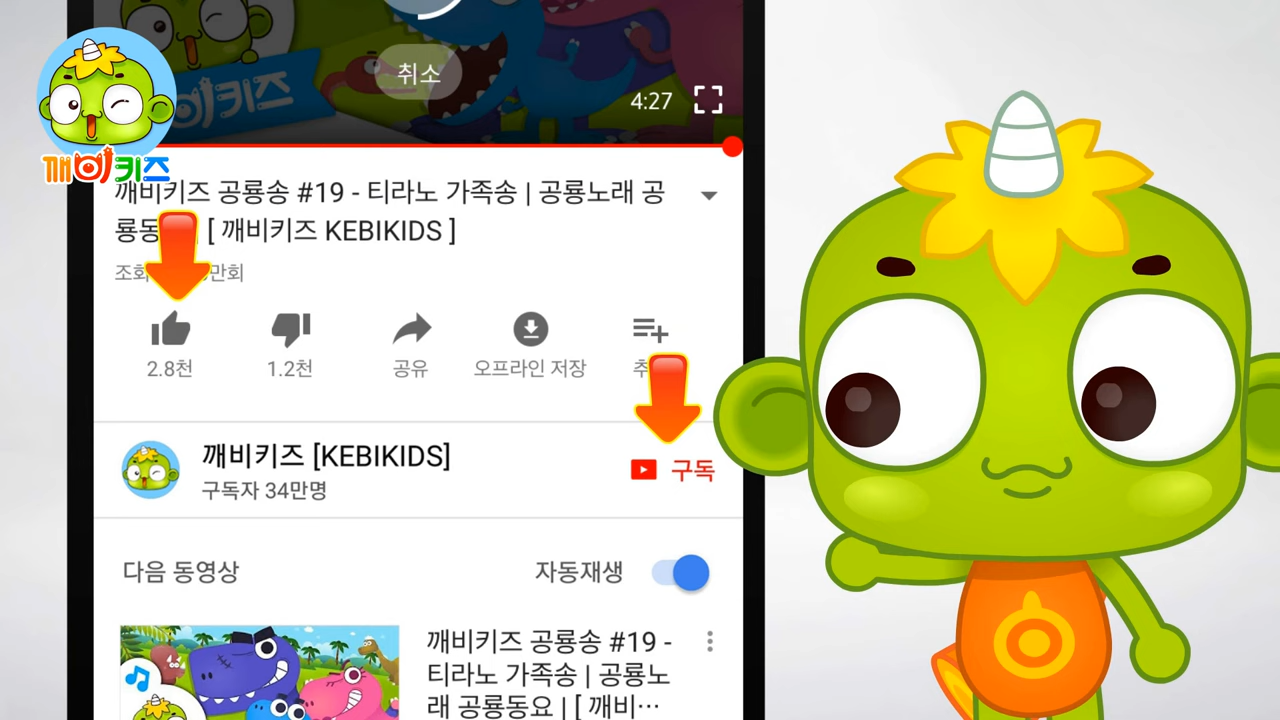 비키즈
취소
4:27
깨비키즈
깨비키즈 공룡송 #19 - 티라노 가족송 | 공룡노래 공
[ 깨비키즈 KEBIKIDS ]
만회
2.8천
1.2천
공유
오프라인 저장
깨비키즈 [KEBIKIDS]
구독자 34만명
구독
다음 동영상
자동재생
깨비키즈 공룡송 #19 -
티라노 가족송 | 공룡노
래 공룡동요 | [ 깨비…